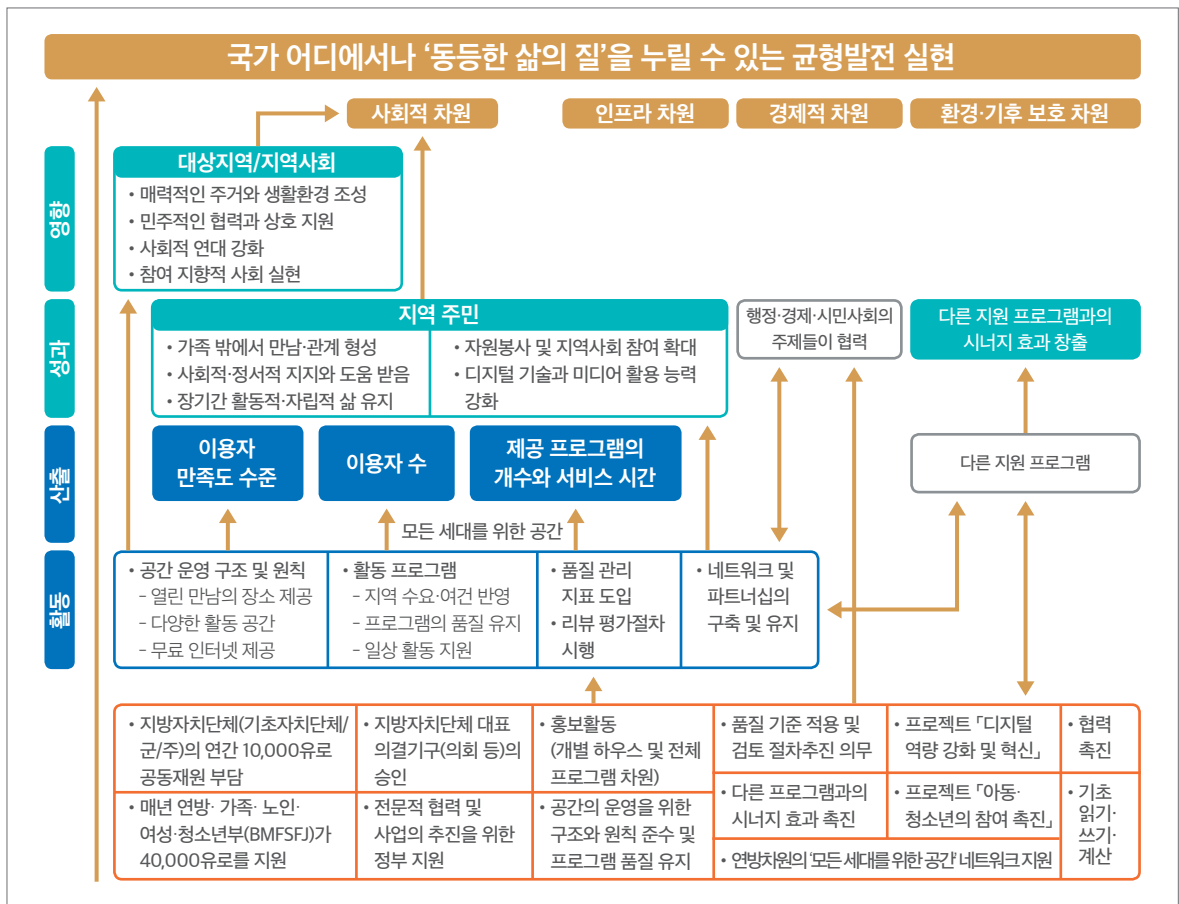 국가 어디에서나 ‘동등한 삶의 질’을 누릴 수 있는 균형발전 실현
사회적 차원
인프라 차원
경제적 차원
환경·기후 보호 차원
영향
대상지역/지역사회
• 매력적인 주거와 생활환경 조성
• 민주적인 협력과 상호 지원
• 사회적 연대 강화
• 참여 지향적 사회 실현
성과
지역 주민
• 가족 밖에서 만남·관계 형성
• 사회적·정서적 지지와 도움 받음
• 장기간 활동적·자립적 삶 유지
• 자원봉사 및 지역사회 참여 확대
• 디지털 기술과 미디어 활용 능력
강화
행정·경제·시민사회의
주제들이 협력
다른 지원 프로그램과의
시너지 효과 창출
산출
이용자
만족도 수준
이용자 수
제공 프로그램의
개수와 서비스 시간
다른 지원 프로그램
모든 세대를 위한 공간
활동
• 공간 운영 구조 및 원칙
– 열린 만남의 장소 제공
– 다양한 활동 공간
– 무료 인터넷 제공
• 활동 프로그램
– 지역 수요·여건 반영
– 프로그램의 품질 유지
– 일상 활동 지원
• 품질 관리
지표 도입
• 리뷰 평가절차
시행
• 네트워크 및
파트너십의
구축 및 유지
• 지방자치단체(기초자치단체/
군/주)의 연간 10,000유로
공동재원 부담
• 지방자치단체 대표
의결기구(의회 등)의
승인
• 홍보활동
(개별 하우스 및 전체
프로그램 차원)
• 품질 기준 적용 및
검토 절차추진 의무
• 프로젝트 「디지털
역량 강화 및 혁신」
• 협력
촉진
• 매년 연방· 가족· 노인·
여성·청소년부(BMFSFJ)가
40,000유로를 지원
• 전문적 협력 및
사업의 추진을 위한
정부 지원
• 공간의 운영을 위한
구조와 원칙 준수 및
프로그램 품질 유지
• 다른 프로그램과의
시너지 효과 촉진
• 프로젝트 「아동·
청소년의 참여 촉진」
• 기초
읽기·
쓰기·
계산
• 연방차원의 ‘모든 세대를 위한 공간’ 네트워크 지원